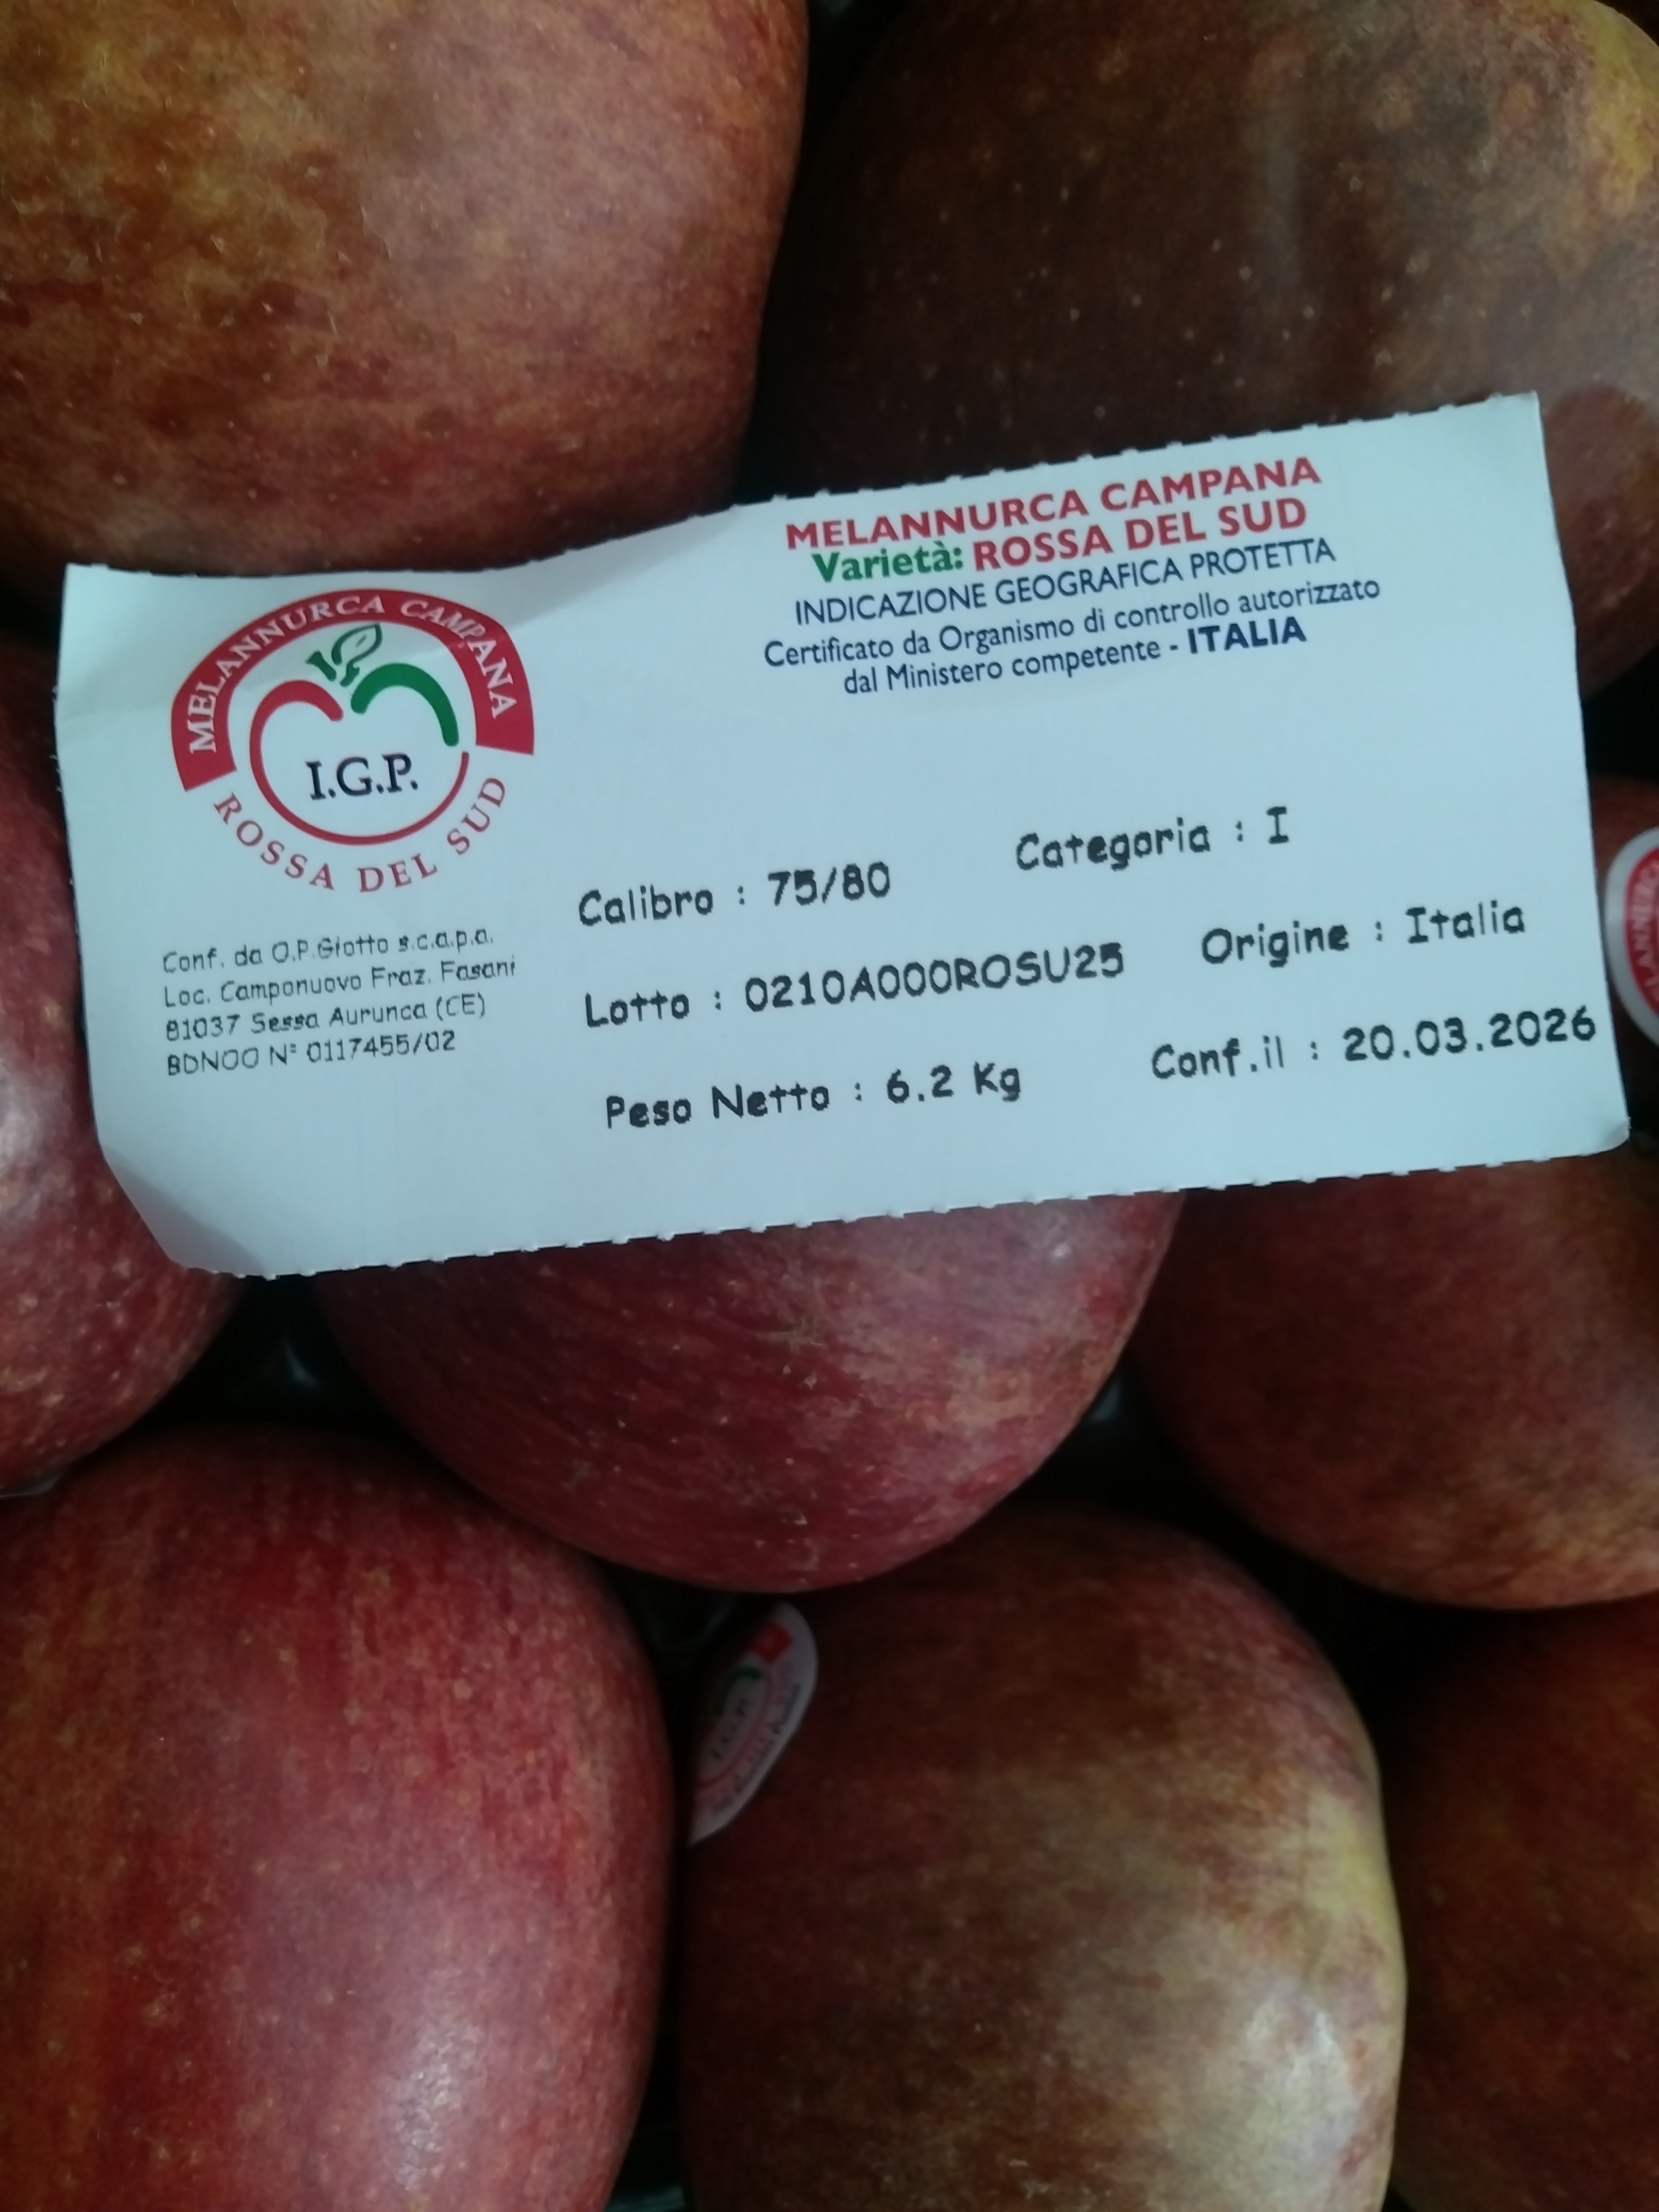 MELANNURCA CAMPANA
Varietà: ROSSA DEL SUD
INDICAZIONE GEOGRAFICA PROTETTA
Certificato da Organismo di controllo autorizzato
dal Ministero competente - ITALIA
MELANNURCA CAMPANA
I.G.P.
ROSSA DEL SUD
Conf. da O.P.Giotto s.c.a.p.a.
Loc. Camponuovo Fraz. Fasani
81037 Sessa Aurunca (CE)
BDNOO N° 0117455/02
Calibro : 75/80
Categoria : I
Lotto : 0210A000ROSU25
Origine : Italia
Peso Netto : 6.2 Kg
Conf.il : 20.03.2026
I.G.P.